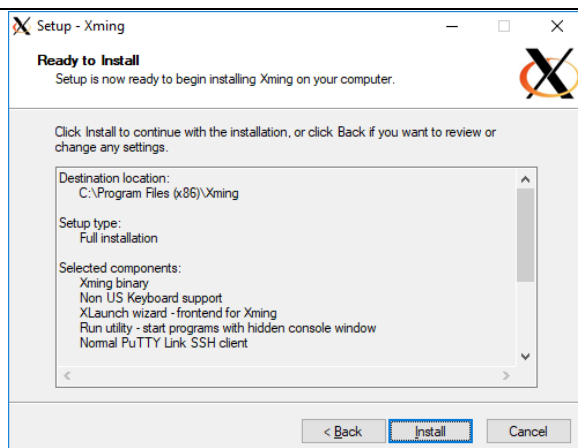 Setup - Xming
Ready to Install
Setup is now ready to begin installing Xming on your computer.
Click Install to continue with the installation, or click Back if you want to review or
change any settings.
Destination location:
C:\Program Files (x86)\Xming
Setup type:
Full installation
Selected components:
Xming binary
Non US Keyboard support
XLaunch wizard - frontend for Xming
Run utility - start programs with hidden console window
Normal PuTTY Link SSH client
< Back Install Cancel